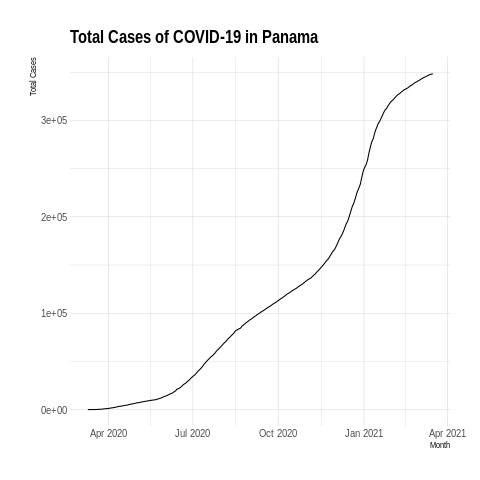 Total Cases of COVID-19 in Panama
Total Cases
3e+05
2e+05
1e+05
0e+00
Apr 2020 Jul 2020 Oct 2020 Jan 2021 Apr 2021
Month